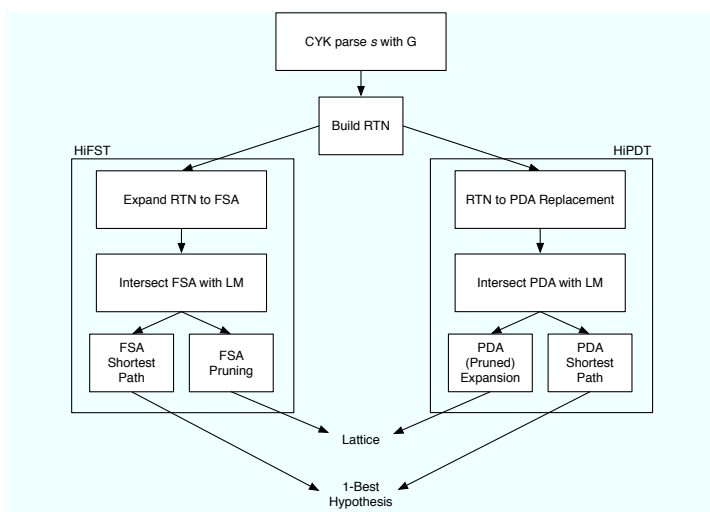 CYK parse s with G
Build RTN
HiFST
HiPDT
Expand RTN to FSA
RTN to PDA Replacement
Intersect FSA with LM
Intersect PDA with LM
FSA
Shortest
Path
FSA
Pruning
PDA
(Pruned)
Expansion
PDA
Shortest
Path
Lattice
1-Best
Hypothesis